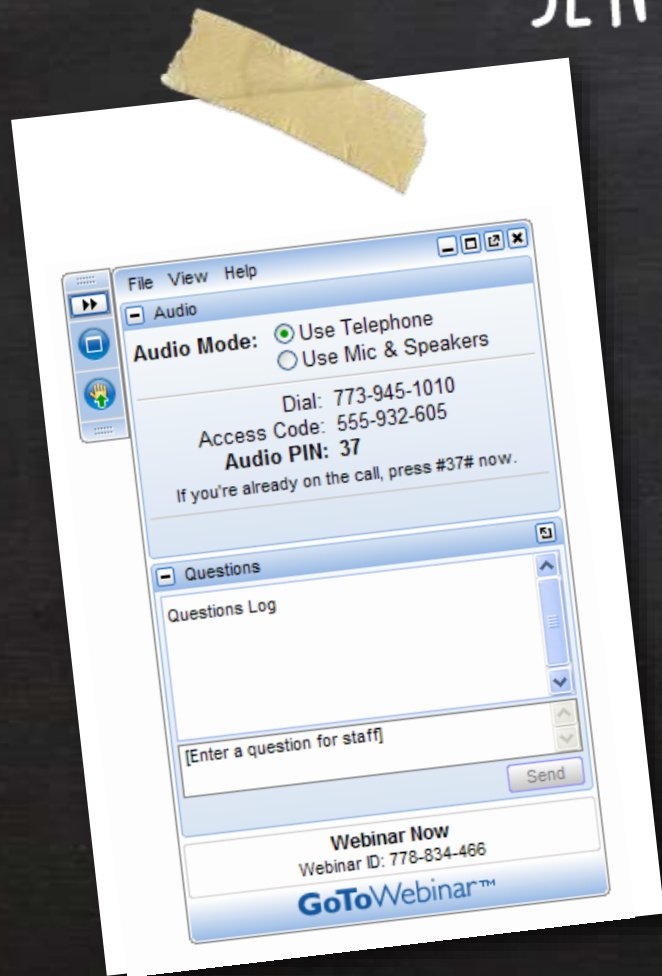 File View Help
Audio
Audio Mode: Use Telephone
Use Mic & Speakers
Dial: 773-945-1010
Access Code: 555-932-605
Audio PIN: 37
If you're already on the call, press #37# now.
Questions
Questions Log
[Enter a question for staff]
Send
Webinar Now
Webinar ID: 778-834-466
GoToWebinar™